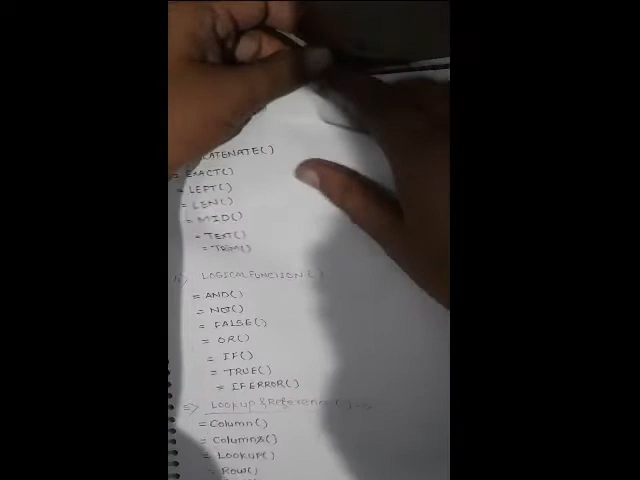 CATENATE()
= EXACT()
= LEFT()
= LEN()
= MID()
= TEXT()
= TRIM()
LOGICAL FUNCTION ()
= AND()
= NOT()
= FALSE()
= OR()
= IF()
= TRUE()
= IFERROR()
=> Lookup & Reference ()
= Column()
= Columns()
= LOOKUP()
= ROW()